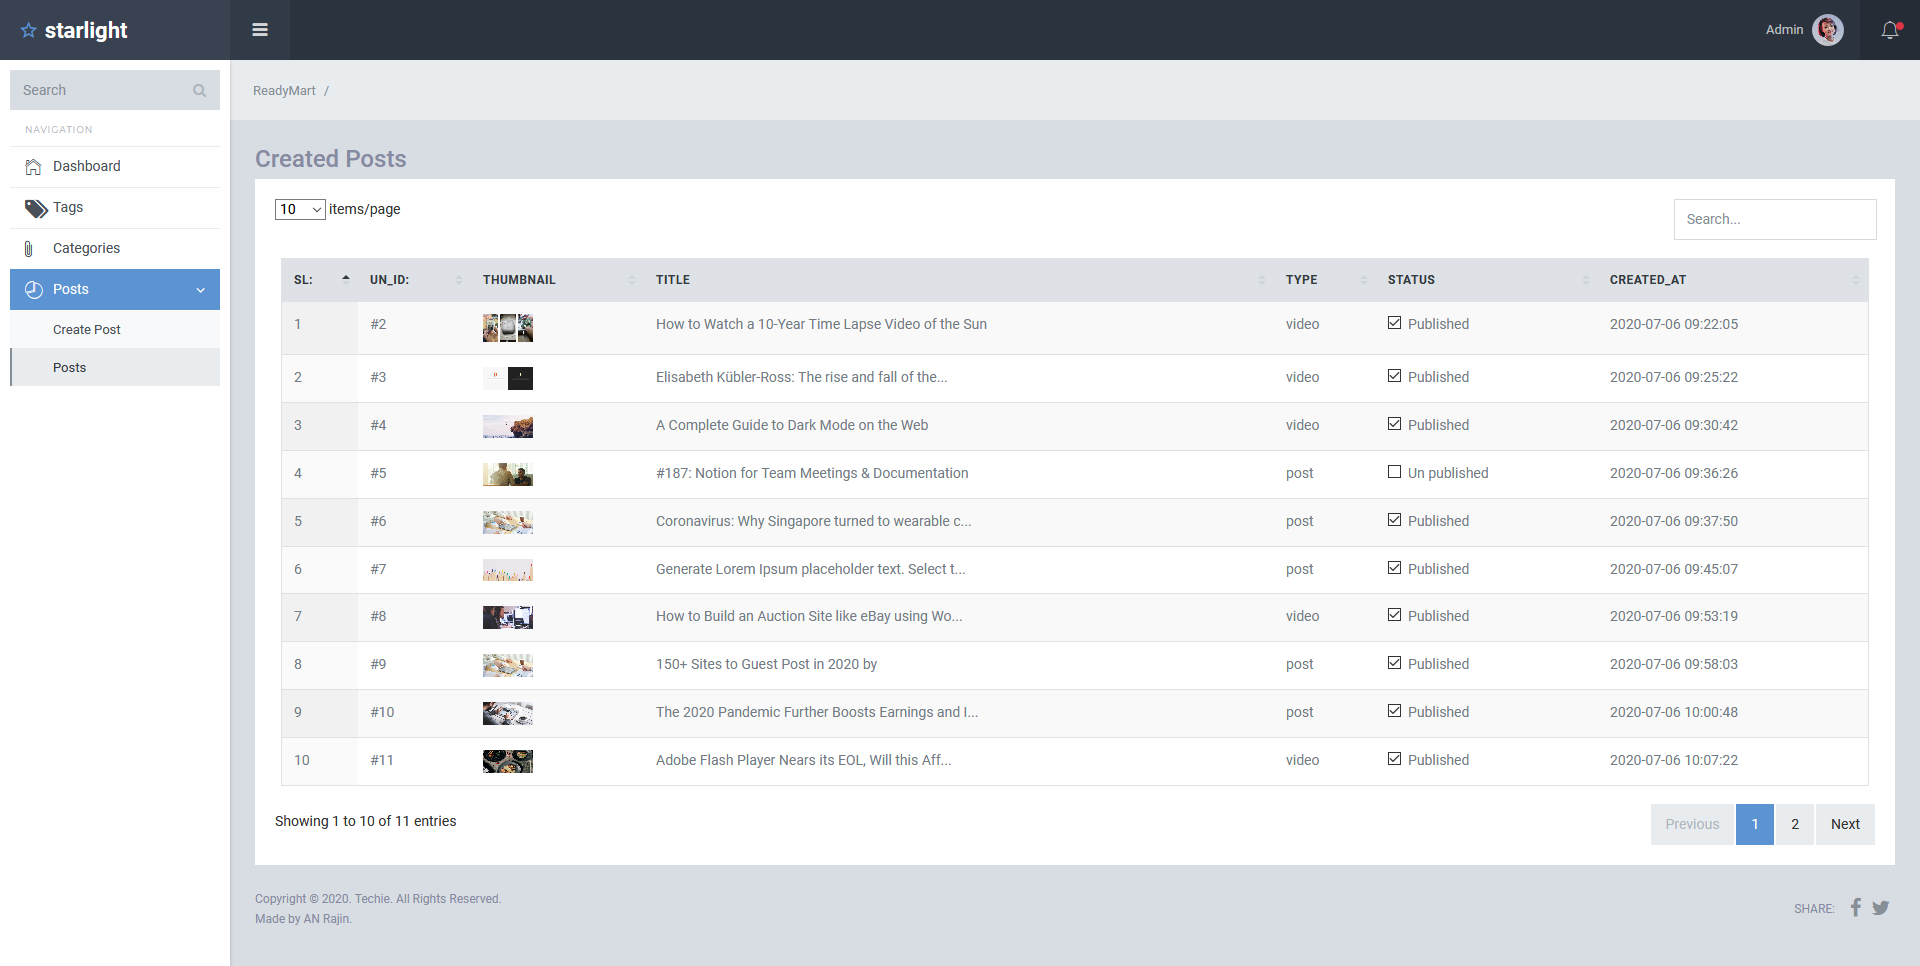 starlight
Admin
Search
ReadyMart /
NAVIGATION
Dashboard
Tags
Categories
Posts
Create Post
Posts
Created Posts
10 items/page
Search...
SL: UN_ID: THUMBNAIL TITLE TYPE STATUS CREATED_AT
1 #2 How to Watch a 10-Year Time Lapse Video of the Sun video Published 2020-07-06 09:22:05
2 #3 Elisabeth Kübler-Ross: The rise and fall of the... video Published 2020-07-06 09:25:22
3 #4 A Complete Guide to Dark Mode on the Web video Published 2020-07-06 09:30:42
4 #5 #187: Notion for Team Meetings & Documentation post Un published 2020-07-06 09:36:26
5 #6 Coronavirus: Why Singapore turned to wearable c... post Published 2020-07-06 09:37:50
6 #7 Generate Lorem Ipsum placeholder text. Select t... post Published 2020-07-06 09:45:07
7 #8 How to Build an Auction Site like eBay using Wo... video Published 2020-07-06 09:53:19
8 #9 150+ Sites to Guest Post in 2020 by post Published 2020-07-06 09:58:03
9 #10 The 2020 Pandemic Further Boosts Earnings and I... post Published 2020-07-06 10:00:48
10 #11 Adobe Flash Player Nears its EOL, Will this Aff... video Published 2020-07-06 10:07:22
Showing 1 to 10 of 11 entries
Previous 1 2 Next
Copyright © 2020. Techie. All Rights Reserved.
Made by AN Rajin.
SHARE: